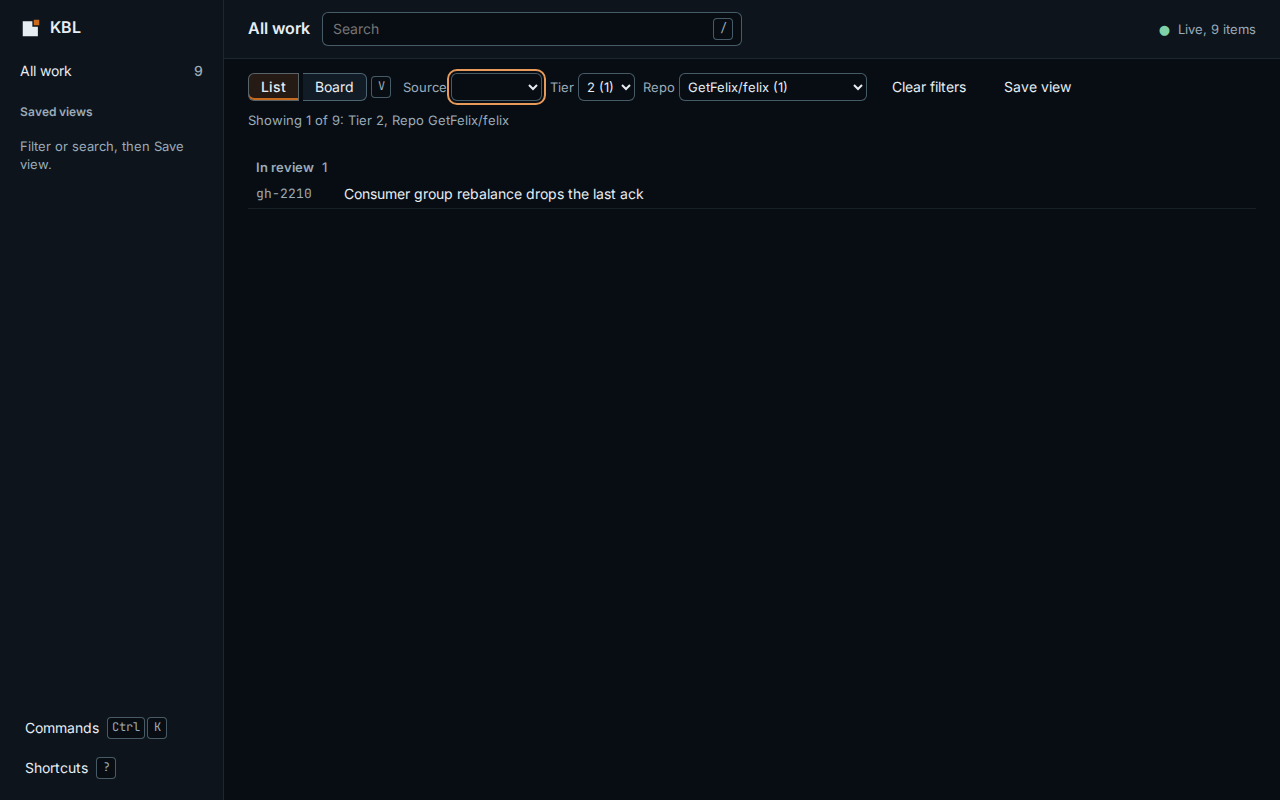 KBL
All work 9
Saved views
Filter or search, then Save
view.
Commands Ctrl K
Shortcuts ?
All work Search / Live, 9 items
List Board V Source Tier 2 (1) Repo GetFelix/felix (1) Clear filters Save view
Showing 1 of 9: Tier 2, Repo GetFelix/felix
In review 1
gh-2210 Consumer group rebalance drops the last ack